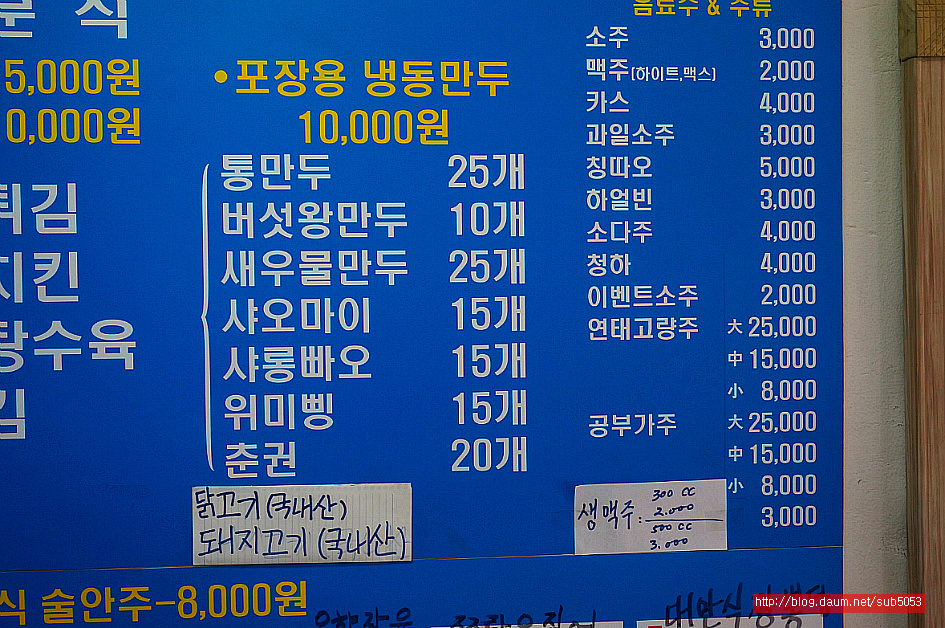 분식
5,000원
0,000원
튀김
치킨
탕수육
김
•포장용 냉동만두
10,000원
통만두 25개
버섯왕만두 10개
새우물만두 25개
샤오마이 15개
샤롱빠오 15개
위미삥 15개
춘권 20개
닭고기(국내산)
돼지고기(국내산)
음료수 & 주류
소주 3,000
맥주(하이트,맥스) 2,000
카스 4,000
과일소주 3,000
칭따오 5,000
하얼빈 3,000
소다주 4,000
청하 4,000
이벤트소주 2,000
연태고량주 大 25,000
中 15,000
小 8,000
공부가주 大 25,000
中 15,000
小 8,000
3,000
생맥주: 300 cc
2.000
500 cc
3.000
식 술안주-8,000원
http://blog.daum.net/sub5053